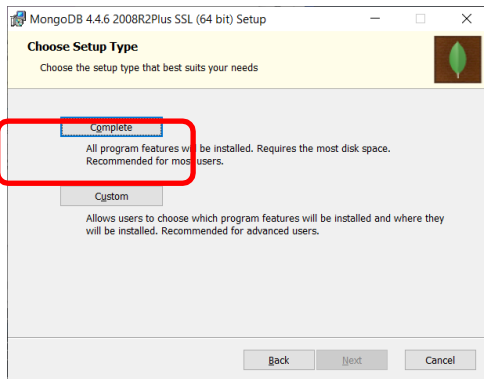 MongoDB 4.4.6 2008R2Plus SSL (64 bit) Setup
Choose Setup Type
Choose the setup type that best suits your needs
Complete
All program features will be installed. Requires the most disk space.
Recommended for most users.
Custom
Allows users to choose which program features will be installed and where they
will be installed. Recommended for advanced users.
Back Next Cancel